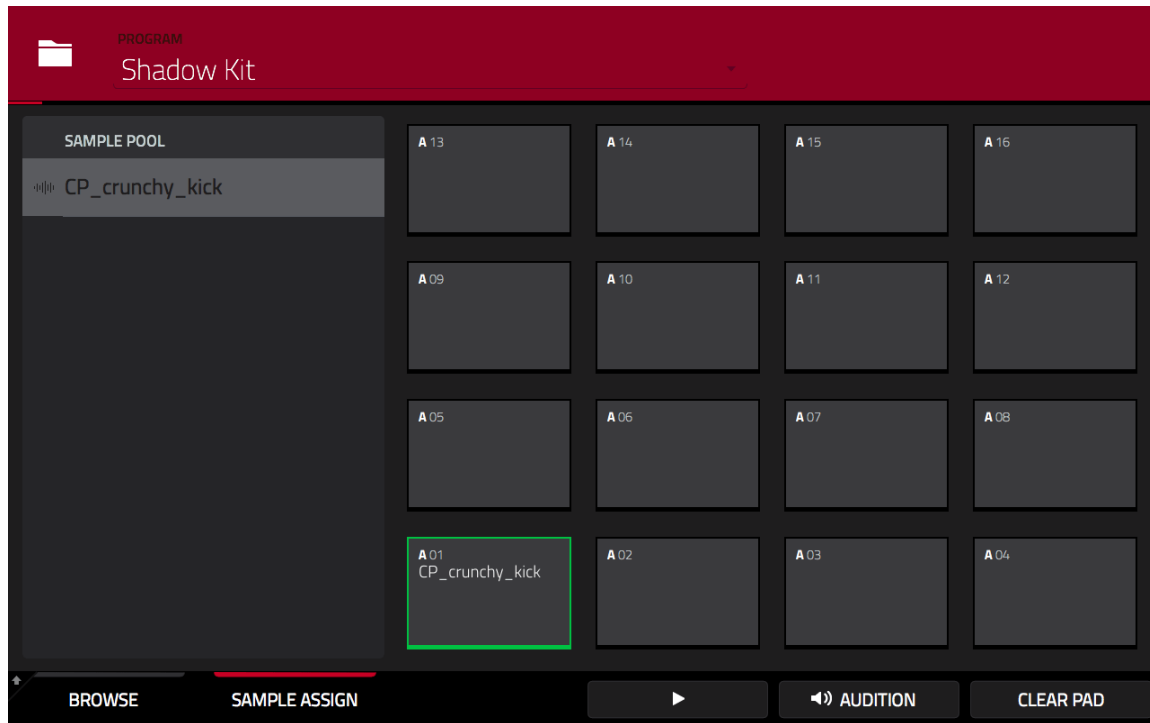 PROGRAM
Shadow Kit
SAMPLE POOL
CP_crunchy_kick
A 13
A 14
A 15
A 16
A 09
A 10
A 11
A 12
A 05
A 06
A 07
A 08
A 01
CP_crunchy_kick
A 02
A 03
A 04
BROWSE
SAMPLE ASSIGN
AUDITION
CLEAR PAD